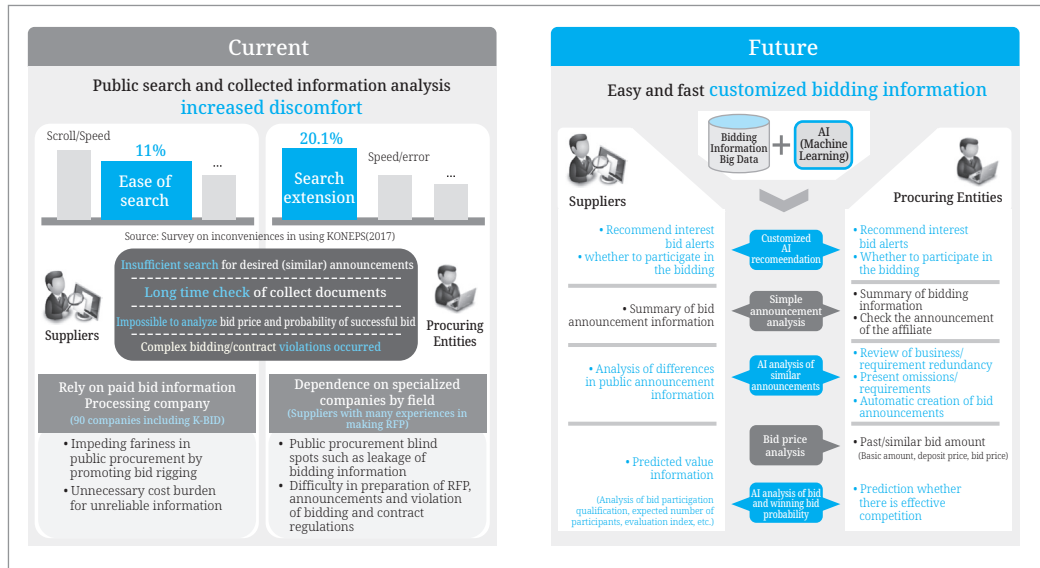 Current
Public search and collected information analysis
increased discomfort
Scroll/Speed
11%
Ease of
search
...
20.1%
Search
extension
Speed/error
...
Source: Survey on inconveniences in using KONEPS(2017)
Suppliers
Insufficient search for desired (similar) announcements
Long time check of collect documents
Impossible to analyze bid price and probability of successful bid
Complex bidding/contract violations occurred
Procuring
Entities
Rely on paid bid information
Processing company
(90 companies including K-BID)
• Impeding fariness in
public procurement by
promoting bid rigging
• Unnecessary cost burden
for unreliable information
Dependence on specialized
companies by field
(Suppliers with many experiences in
making RFP)
• Public procurement blind
spots such as leakage of
bidding information
• Difficulty in preparation of RFP,
announcements and violation
of bidding and contract
regulations
Future
Easy and fast customized bidding information
Bidding
Information
Big Data
+
AI
(Machine
Learning)
Suppliers
Procuring Entities
• Recommend interest
bid alerts
• whether to participate in
the bidding
Customized
AI
recomeendation
• Recommend interest
bid alerts
• Whether to participate in
the bidding
• Summary of bid
announcement information
Simple
announcement
analysis
• Summary of bidding
information
• Check the announcement
of the affiliate
• Analysis of differences
in public announcement
information
AI analysis of
similar
announcements
• Review of business/
requirement redundancy
• Present omissions/
requirements
• Automatic creation of bid
announcements
Bid price
analysis
• Past/similar bid amount
(Basic amount, deposit price, bid price)
• Predicted value
information
(Analysis of bid participation
qualification, expected number of
participants, evaluation index, etc.)
AI analysis of bid
and winning bid
probability
• Prediction whether
there is effective
competition